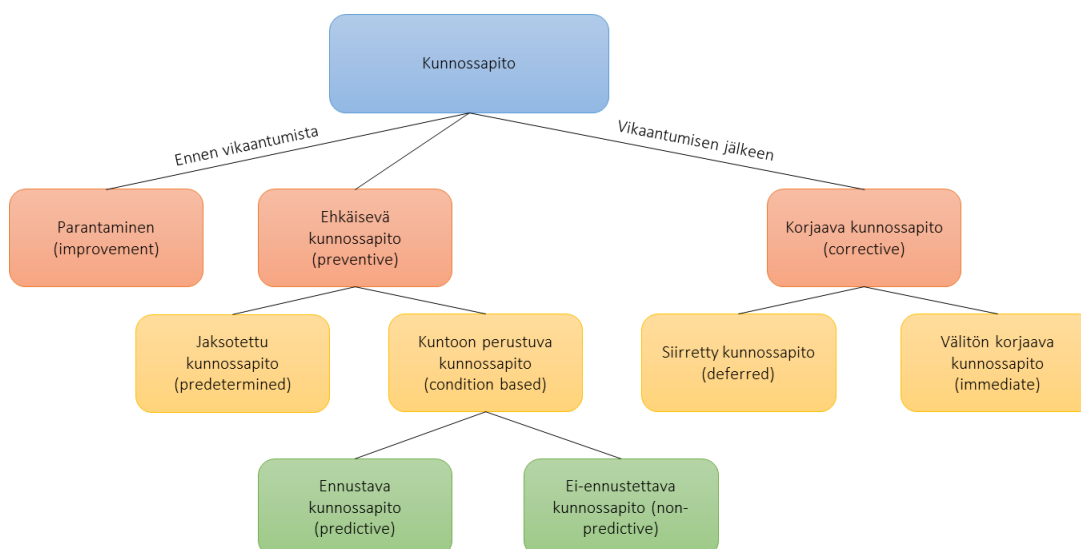 Kunnossapito
Ennen vikaantumista
Vikaantumisen jälkeen
Parantaminen
(improvement)
Ehkäisevä
kunnossapito
(preventive)
Korjaava kunnossapito
(corrective)
Jaksotettu
kunnossapito
(predetermined)
Kuntoon perustuva
kunnossapito
(condition based)
Siirretty kunnossapito
(deferred)
Välitön korjaava
kunnossapito
(immediate)
Ennustava
kunnossapito
(predictive)
Ei-ennustettava
kunnossapito (non-
predictive)